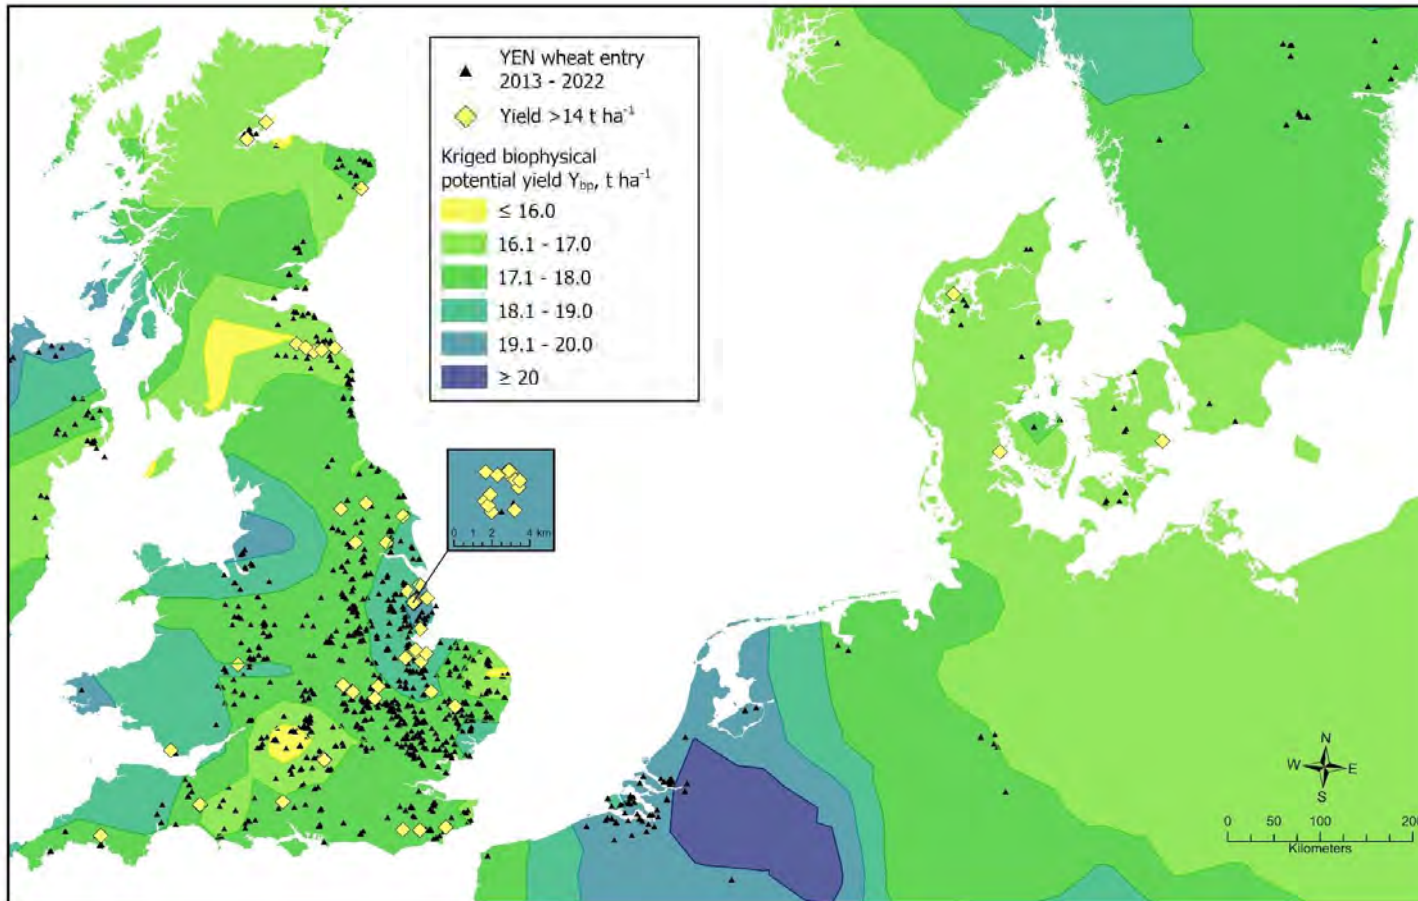 YEN wheat entry
2013 - 2022
Yield >14 t ha⁻¹
Kriged biophysical
potential yield Y_bp, t ha⁻¹
≤ 16.0
16.1 - 17.0
17.1 - 18.0
18.1 - 19.0
19.1 - 20.0
≥ 20
0 1 2 4 km
N
W E
S
0 50 100 200
Kilometers